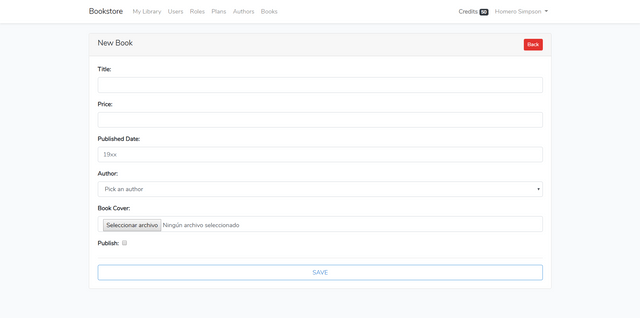 Bookstore My Library Users Roles Plans Authors Books Credits 50 Homero Simpson
New Book Back
Title:
Price:
Published Date:
19xx
Author:
Pick an author
Book Cover:
Seleccionar archivo Ningún archivo seleccionado
Publish:
SAVE